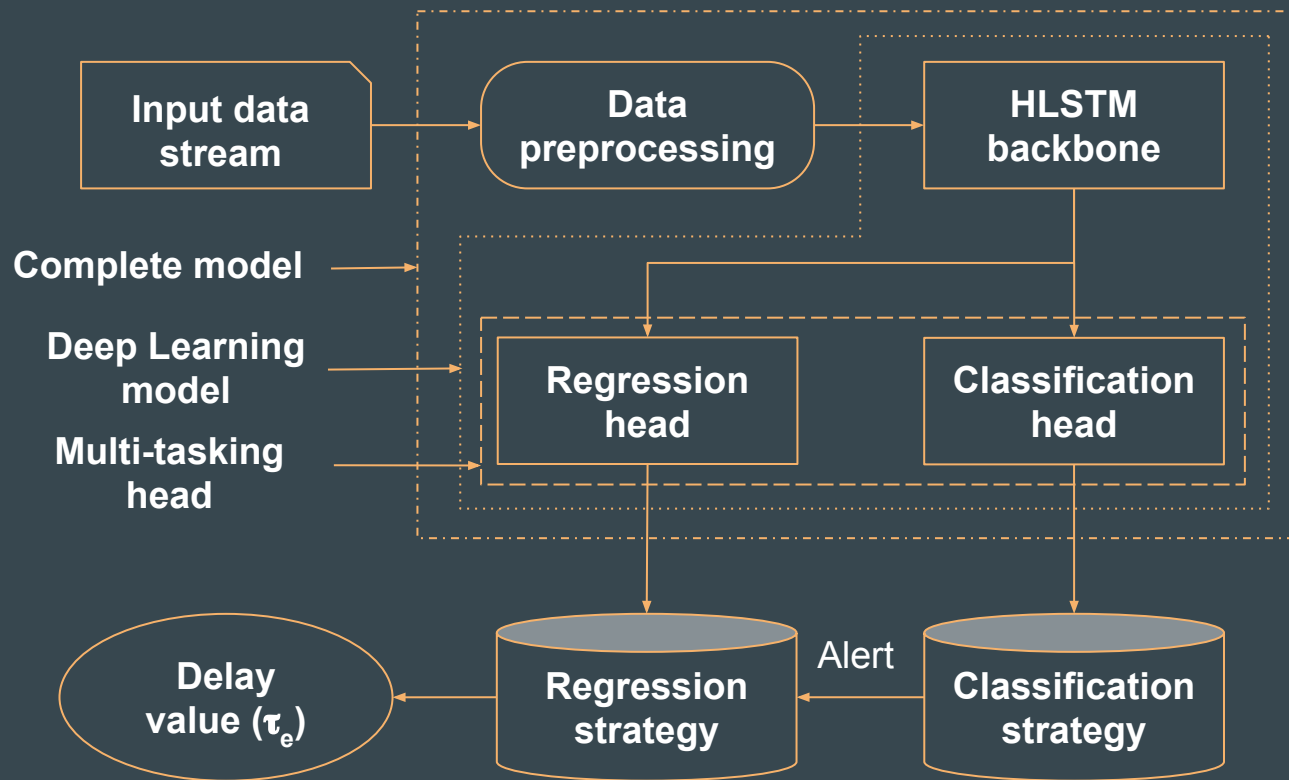 Input data
stream
Data
preprocessing
HLSTM
backbone
Complete model
Deep Learning
model
Multi-tasking
head
Regression
head
Classification
head
Delay
value (τₑ)
Regression
strategy
Alert
Classification
strategy